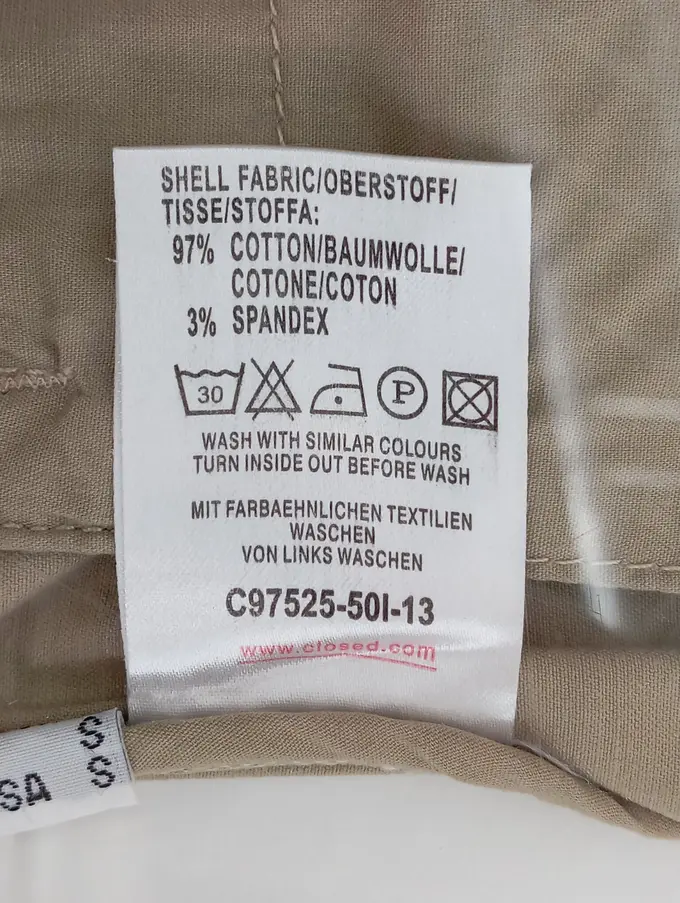 SHELL FABRIC/OBERSTOFF/
TISSE/STOFFA:
97% COTTON/BAUMWOLLE/
COTONE/COTON
3% SPANDEX
30 P
WASH WITH SIMILAR COLOURS
TURN INSIDE OUT BEFORE WASH
MIT FARBAEHNLICHEN TEXTILIEN
WASCHEN
VON LINKS WASCHEN
C97525-50I-13
www.closed.com
S
SA S